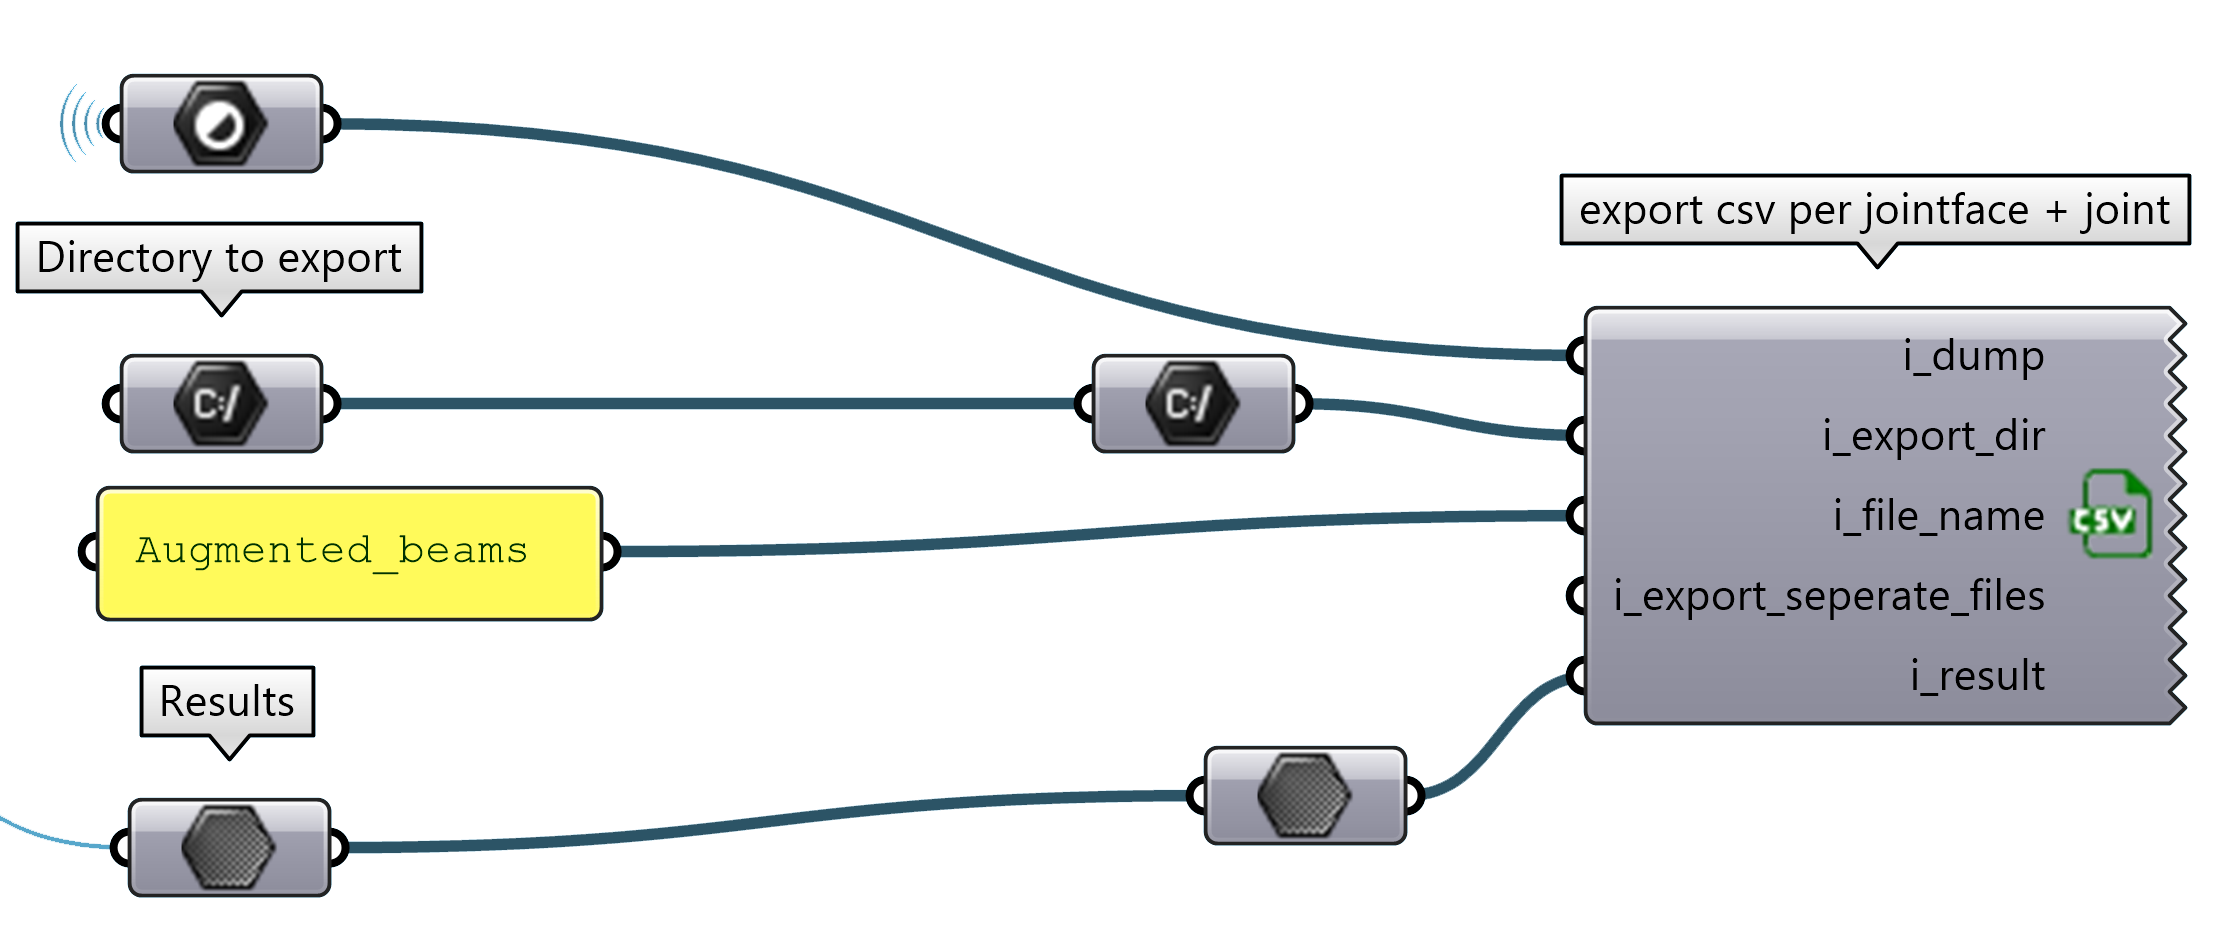 Directory to export
C:/
C:/
Augmented_beams
Results
export csv per jointface + joint
i_dump
i_export_dir
i_file_name
CSV
i_export_seperate_files
i_result